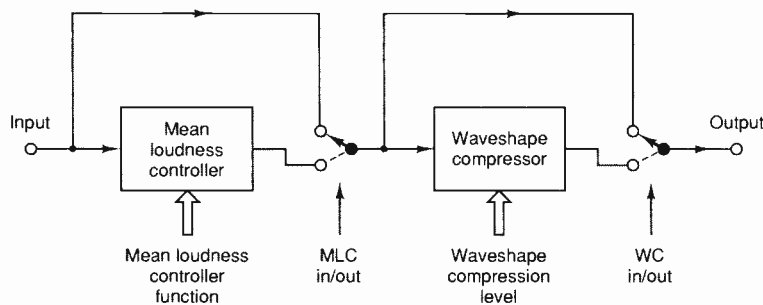 Input
Mean
loudness
controller
Waveshape
compressor
Output
Mean loudness
controller
function
MLC
in/out
Waveshape
compression
level
WC
in/out